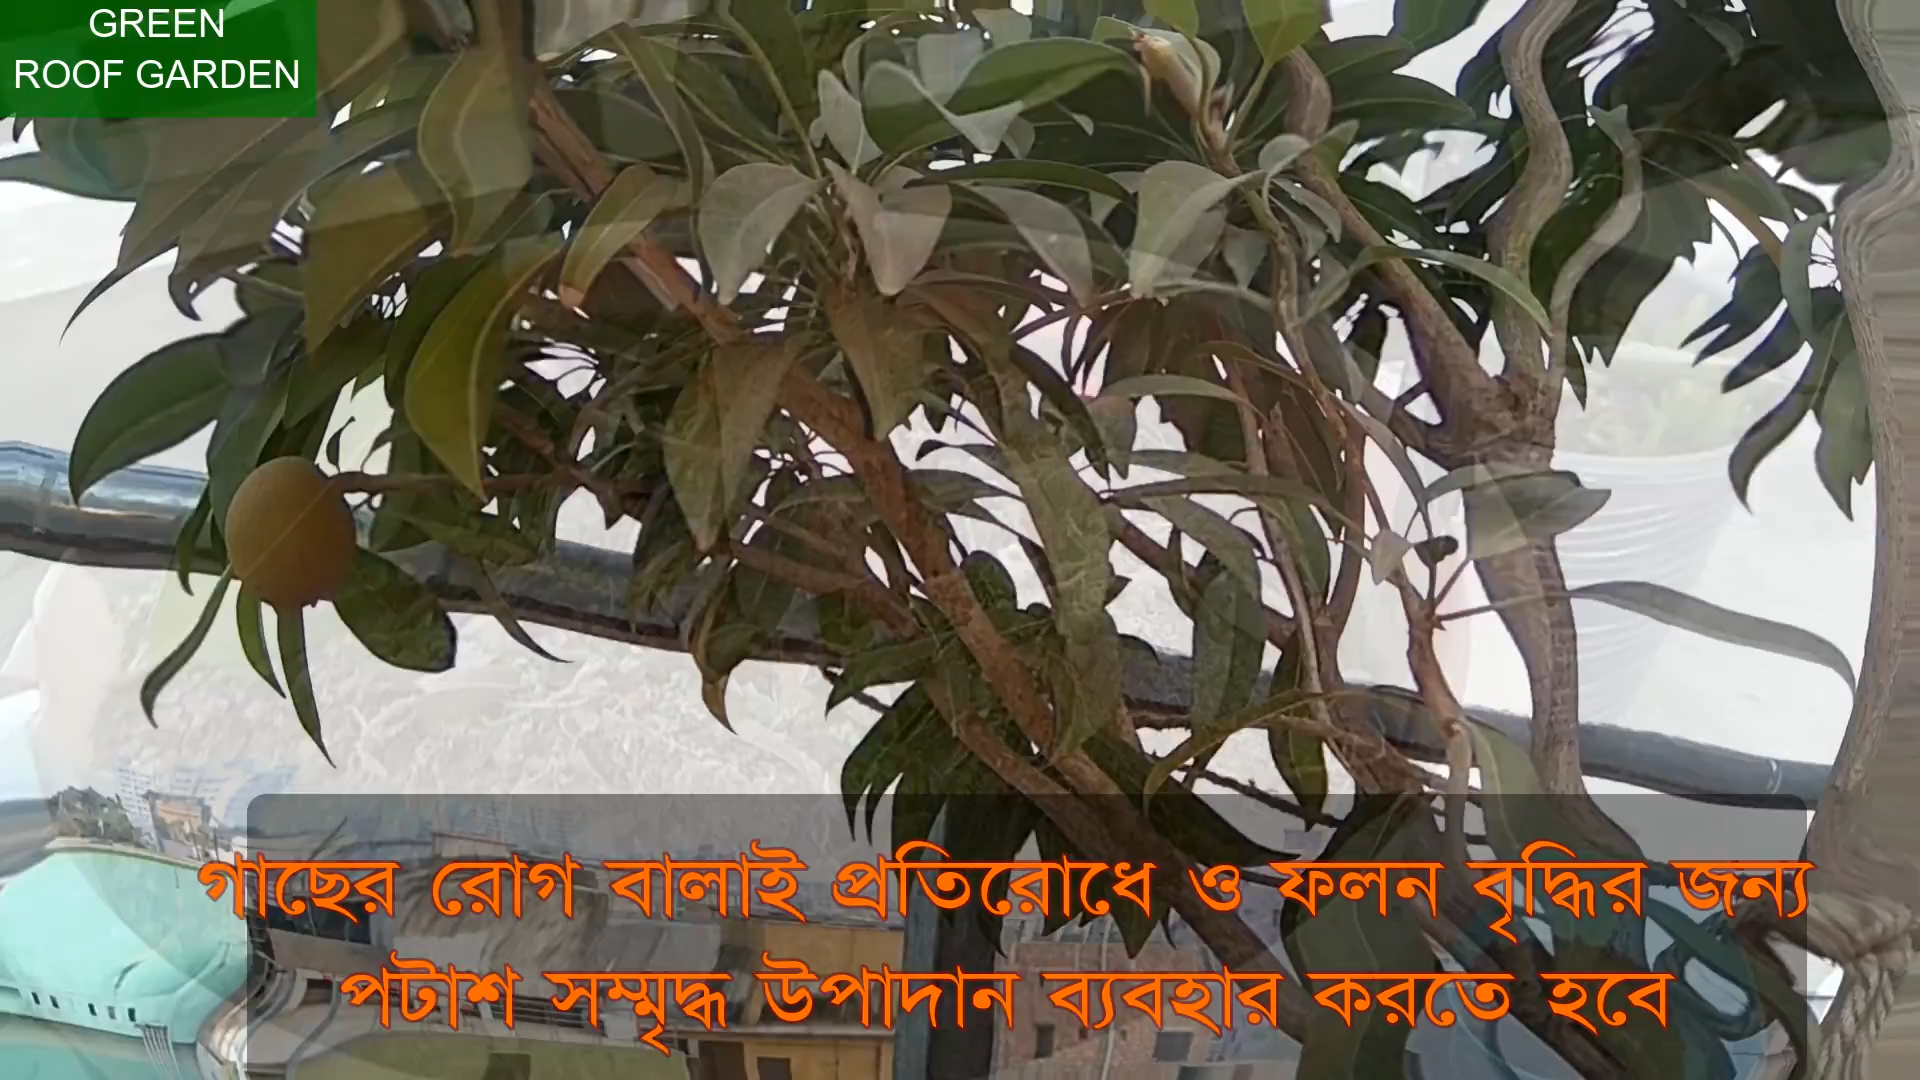 GREEN
ROOF GARDEN
গাছের রোগ বালাই প্রতিরোধে ও ফলন বৃদ্ধির জন্য
পটাশ সম্মৃদ্ধ উপাদান ব্যবহার করতে হবে